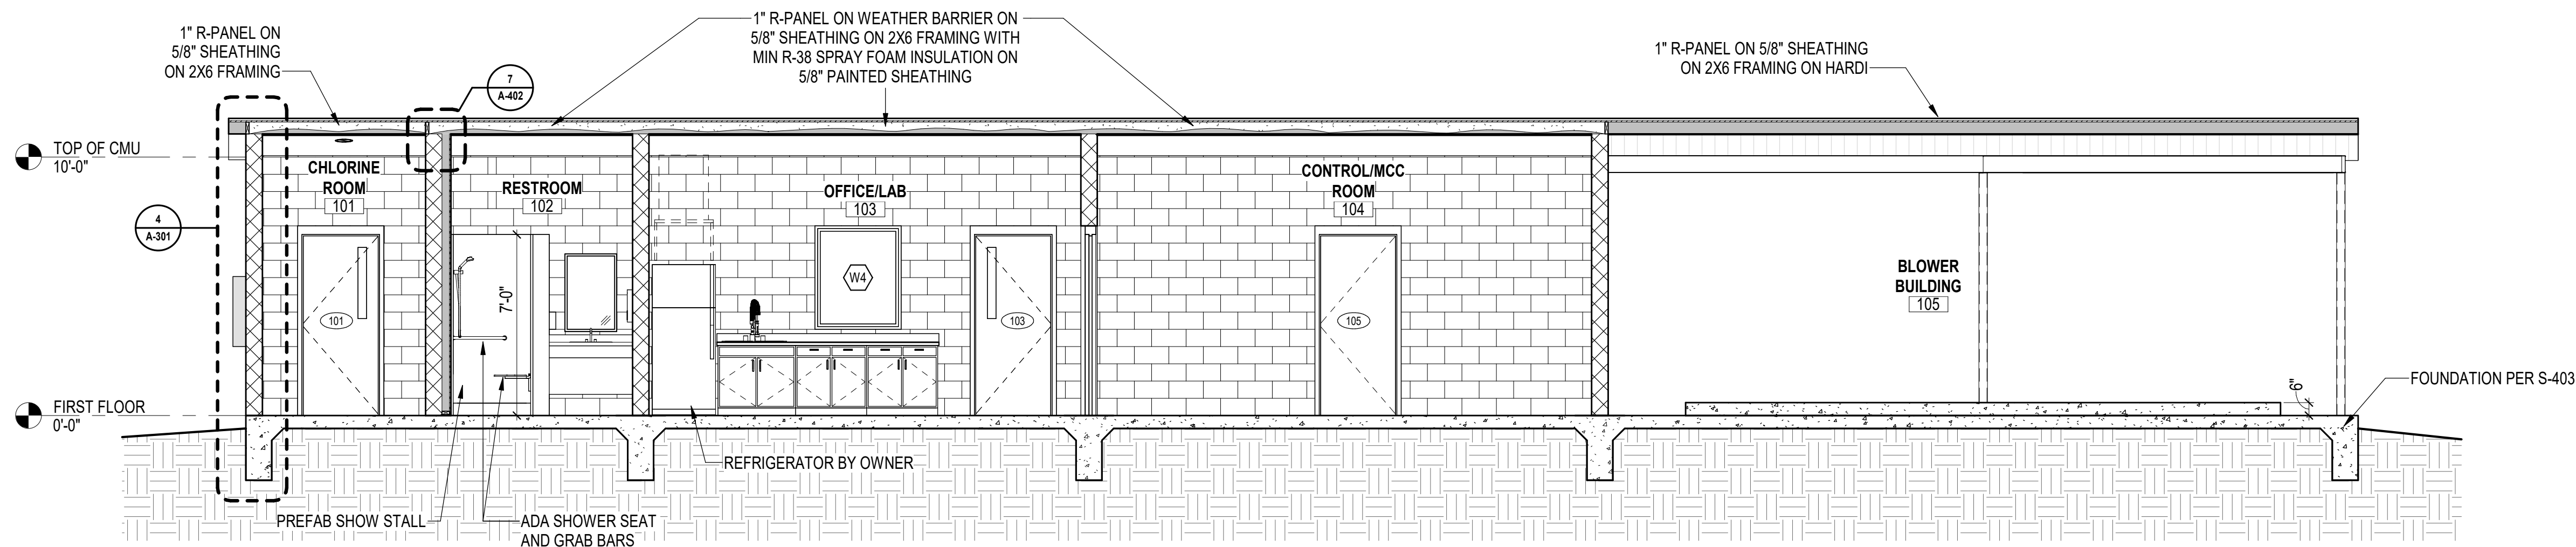 1" R-PANEL ON
5/8" SHEATHING
ON 2X6 FRAMING
7
A-402
1" R-PANEL ON WEATHER BARRIER ON
5/8" SHEATHING ON 2X6 FRAMING WITH
MIN R-38 SPRAY FOAM INSULATION ON
5/8" PAINTED SHEATHING
1" R-PANEL ON 5/8" SHEATHING
ON 2X6 FRAMING ON HARDI
TOP OF CMU
10'-0"
4
A-301
CHLORINE
ROOM
101
RESTROOM
102
OFFICE/LAB
103
CONTROL/MCC
ROOM
104
BLOWER
BUILDING
105
101
7'-0"
W4
103
105
6"
FIRST FLOOR
0'-0"
FOUNDATION PER S-403
REFRIGERATOR BY OWNER
PREFAB SHOW STALL
ADA SHOWER SEAT
AND GRAB BARS